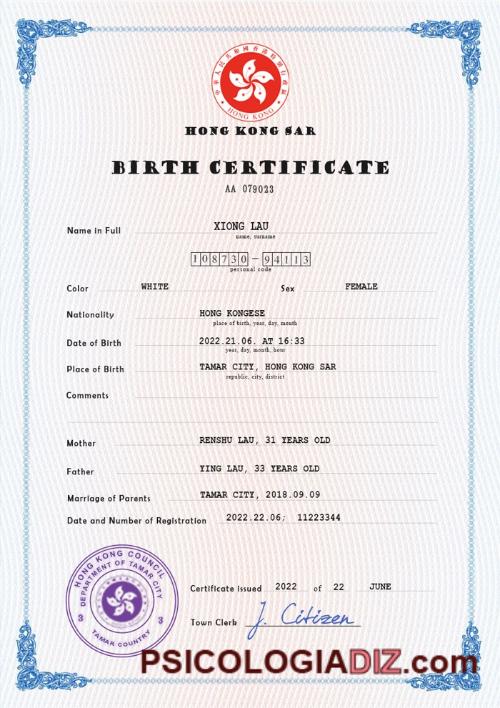 中華人民共和國香港特別行政區
HONG KONG
HONG KONG SAR
BIRTH CERTIFICATE
AA 079023
Name in Full XIONG LAU
name, surname
108730-94113
personal code
Color WHITE Sex FEMALE
Nationality HONG KONGESE
place of birth, year, day, month
Date of Birth 2022.21.06. AT 16:33
year, day, month, hour
Place of Birth TAMAR CITY, HONG KONG SAR
republic, city, district
Comments
Mother RENSHU LAU, 31 YEARS OLD
Father YING LAU, 33 YEARS OLD
Marriage of Parents TAMAR CITY, 2018.09.09
Date and Number of Registration 2022.22.06; 11223344
HONG KONG COUNCIL
DEPARTMENT OF TAMAR CITY
3 3
TAMAR COUNTRY
Certificate issued 2022 of 22 JUNE
Town Clerk J. Citizen
PSICOLOGIADIZ.com